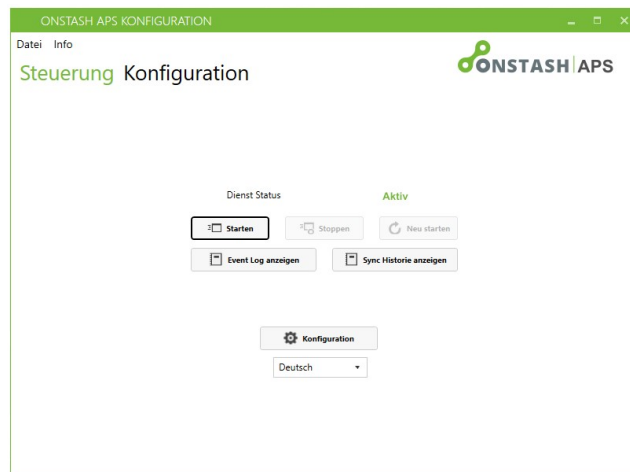 ONSTASH APS KONFIGURATION
Datei Info
ONSTASH APS
Steuerung Konfiguration
Dienst Status Aktiv
Starten Stoppen Neu starten
Event Log anzeigen Sync Historie anzeigen
Konfiguration
Deutsch